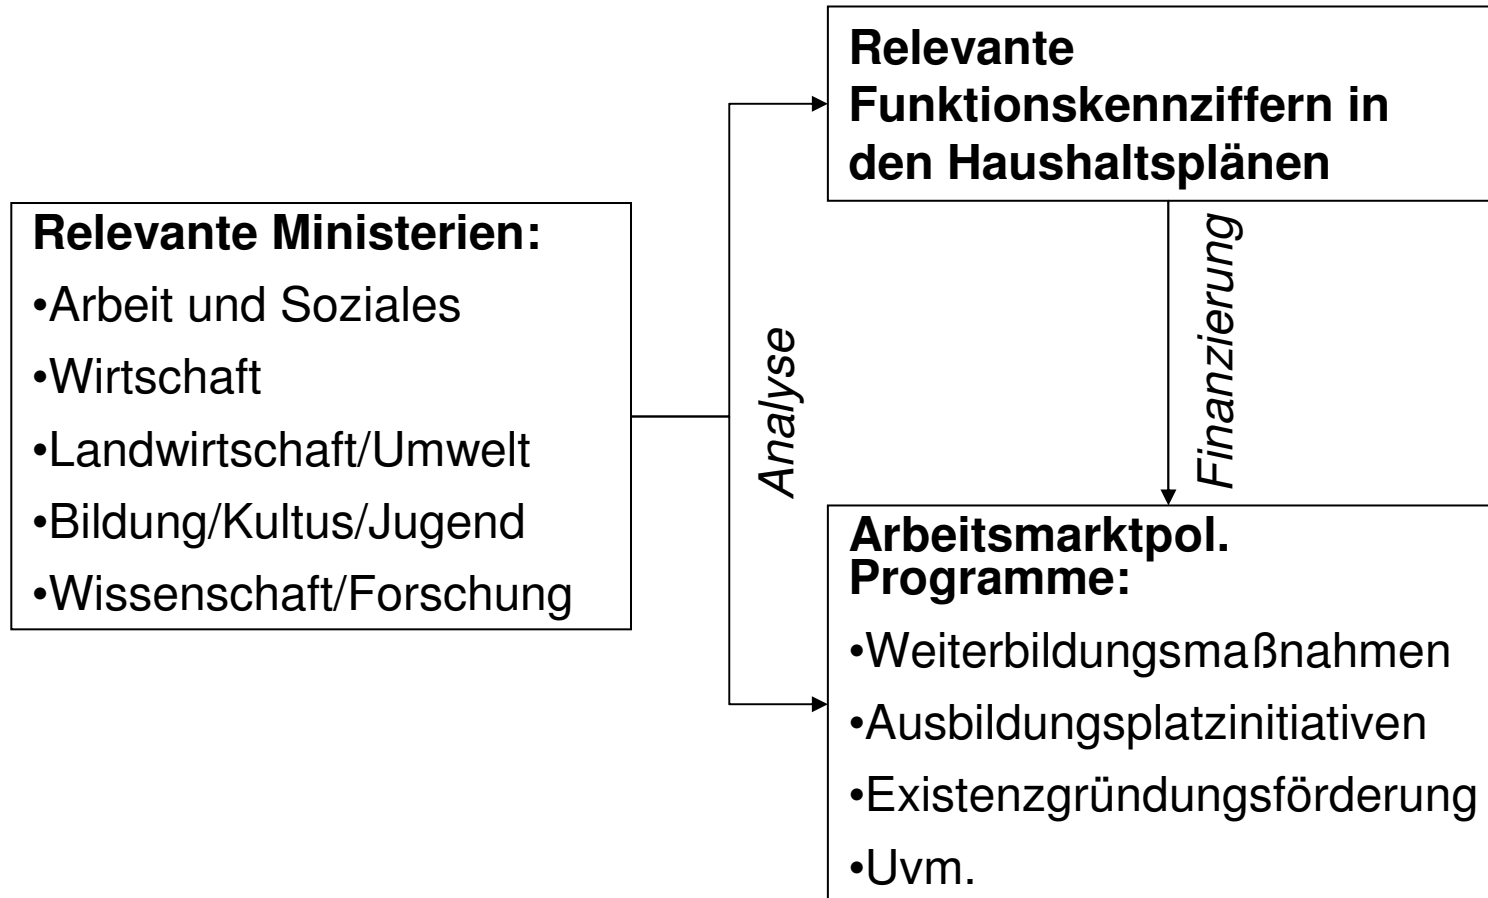 Relevante
Funktionskennziffern in
den Haushaltsplänen
Relevante Ministerien:
•Arbeit und Soziales
•Wirtschaft
•Landwirtschaft/Umwelt
•Bildung/Kultus/Jugend
•Wissenschaft/Forschung
Analyse
Finanzierung
Arbeitsmarktpol.
Programme:
•Weiterbildungsmaßnahmen
•Ausbildungsplatzinitiativen
•Existenzgründungsförderung
•Uvm.